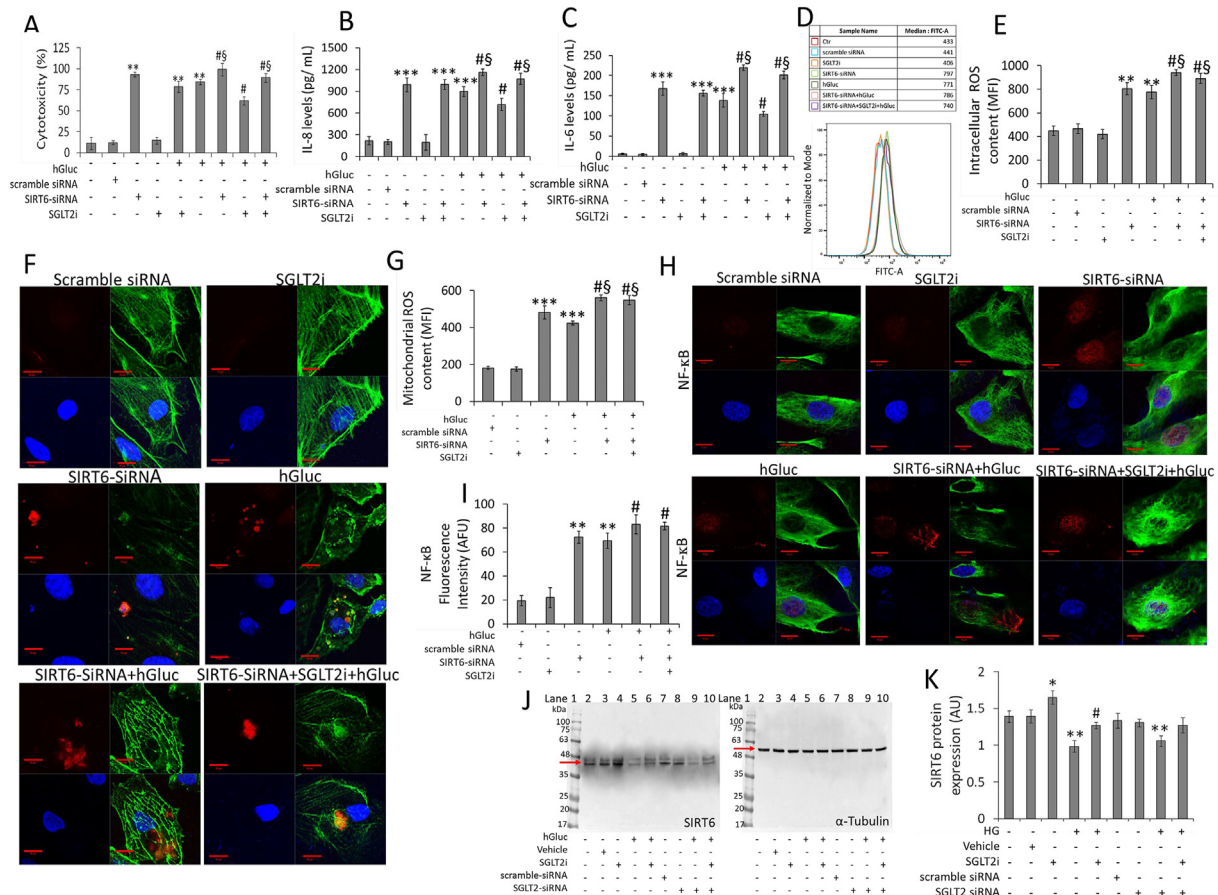 A
Cytotoxicity (%)
125
100
75
50
25
0
** ** ** #§ # #§
hGluc - - - - + + + + +
scramble siRNA - + - - - - - - -
SIRT6-siRNA - - + - - - + - +
SGLT2i - - - + + - - + +
B
IL-8 levels (pg/ mL)
1500
1200
900
600
300
0
*** *** *** #§ # #§
hGluc
scramble siRNA
SIRT6-siRNA
SGLT2i
C
IL-6 levels (pg/ mL)
250
200
150
100
50
0
*** *** *** #§ # #§
hGluc
scramble siRNA
SIRT6-siRNA
SGLT2i
D
Sample Name Median : FITC-A
Ctr 433
scramble siRNA 441
SGLT2i 406
SIRT6-siRNA 797
hGluc 771
SIRT6-siRNA+hGluc 786
SIRT6-siRNA+SGLT2i+hGluc 740
Normalized to Mode
FITC-A
E
Intracellular ROS
content (MFI)
1000
800
600
400
200
0
** ** #§ #§
hGluc
scramble siRNA
SIRT6-siRNA
SGLT2i
F
Scramble siRNA SGLT2i
SIRT6-SiRNA hGluc
SIRT6-SiRNA+hGluc SIRT6-SiRNA+SGLT2i+hGluc
G
Mitochondrial ROS
content (MFI)
600
400
200
0
*** *** #§ #§
hGluc
scramble siRNA
SIRT6-siRNA
SGLT2i
H
Scramble siRNA SGLT2i SIRT6-siRNA
NF-κB
hGluc SIRT6-siRNA+hGluc SIRT6-siRNA+SGLT2i+hGluc
NF-κB
I
NF-κB
Fluorescence
Intensity (AFU)
100
80
60
40
20
0
** ** # #
hGluc
scramble siRNA
SIRT6-siRNA
SGLT2i
J
Lane 1 2 3 4 5 6 7 8 9 10 Lane 1 2 3 4 5 6 7 8 9 10
kDa kDa
100 100
75 75
63 63
48 48
35 35
25 25
20 20
17 17
SIRT6 α-Tubulin
hGluc
Vehicle
SGLT2i
scramble-siRNA
SGLT2-siRNA
K
SIRT6 protein
expression (AU)
2
1.5
1
0.5
0
* ** # **
HG
Vehicle
SGLT2i
scramble siRNA
SGLT2 siRNA